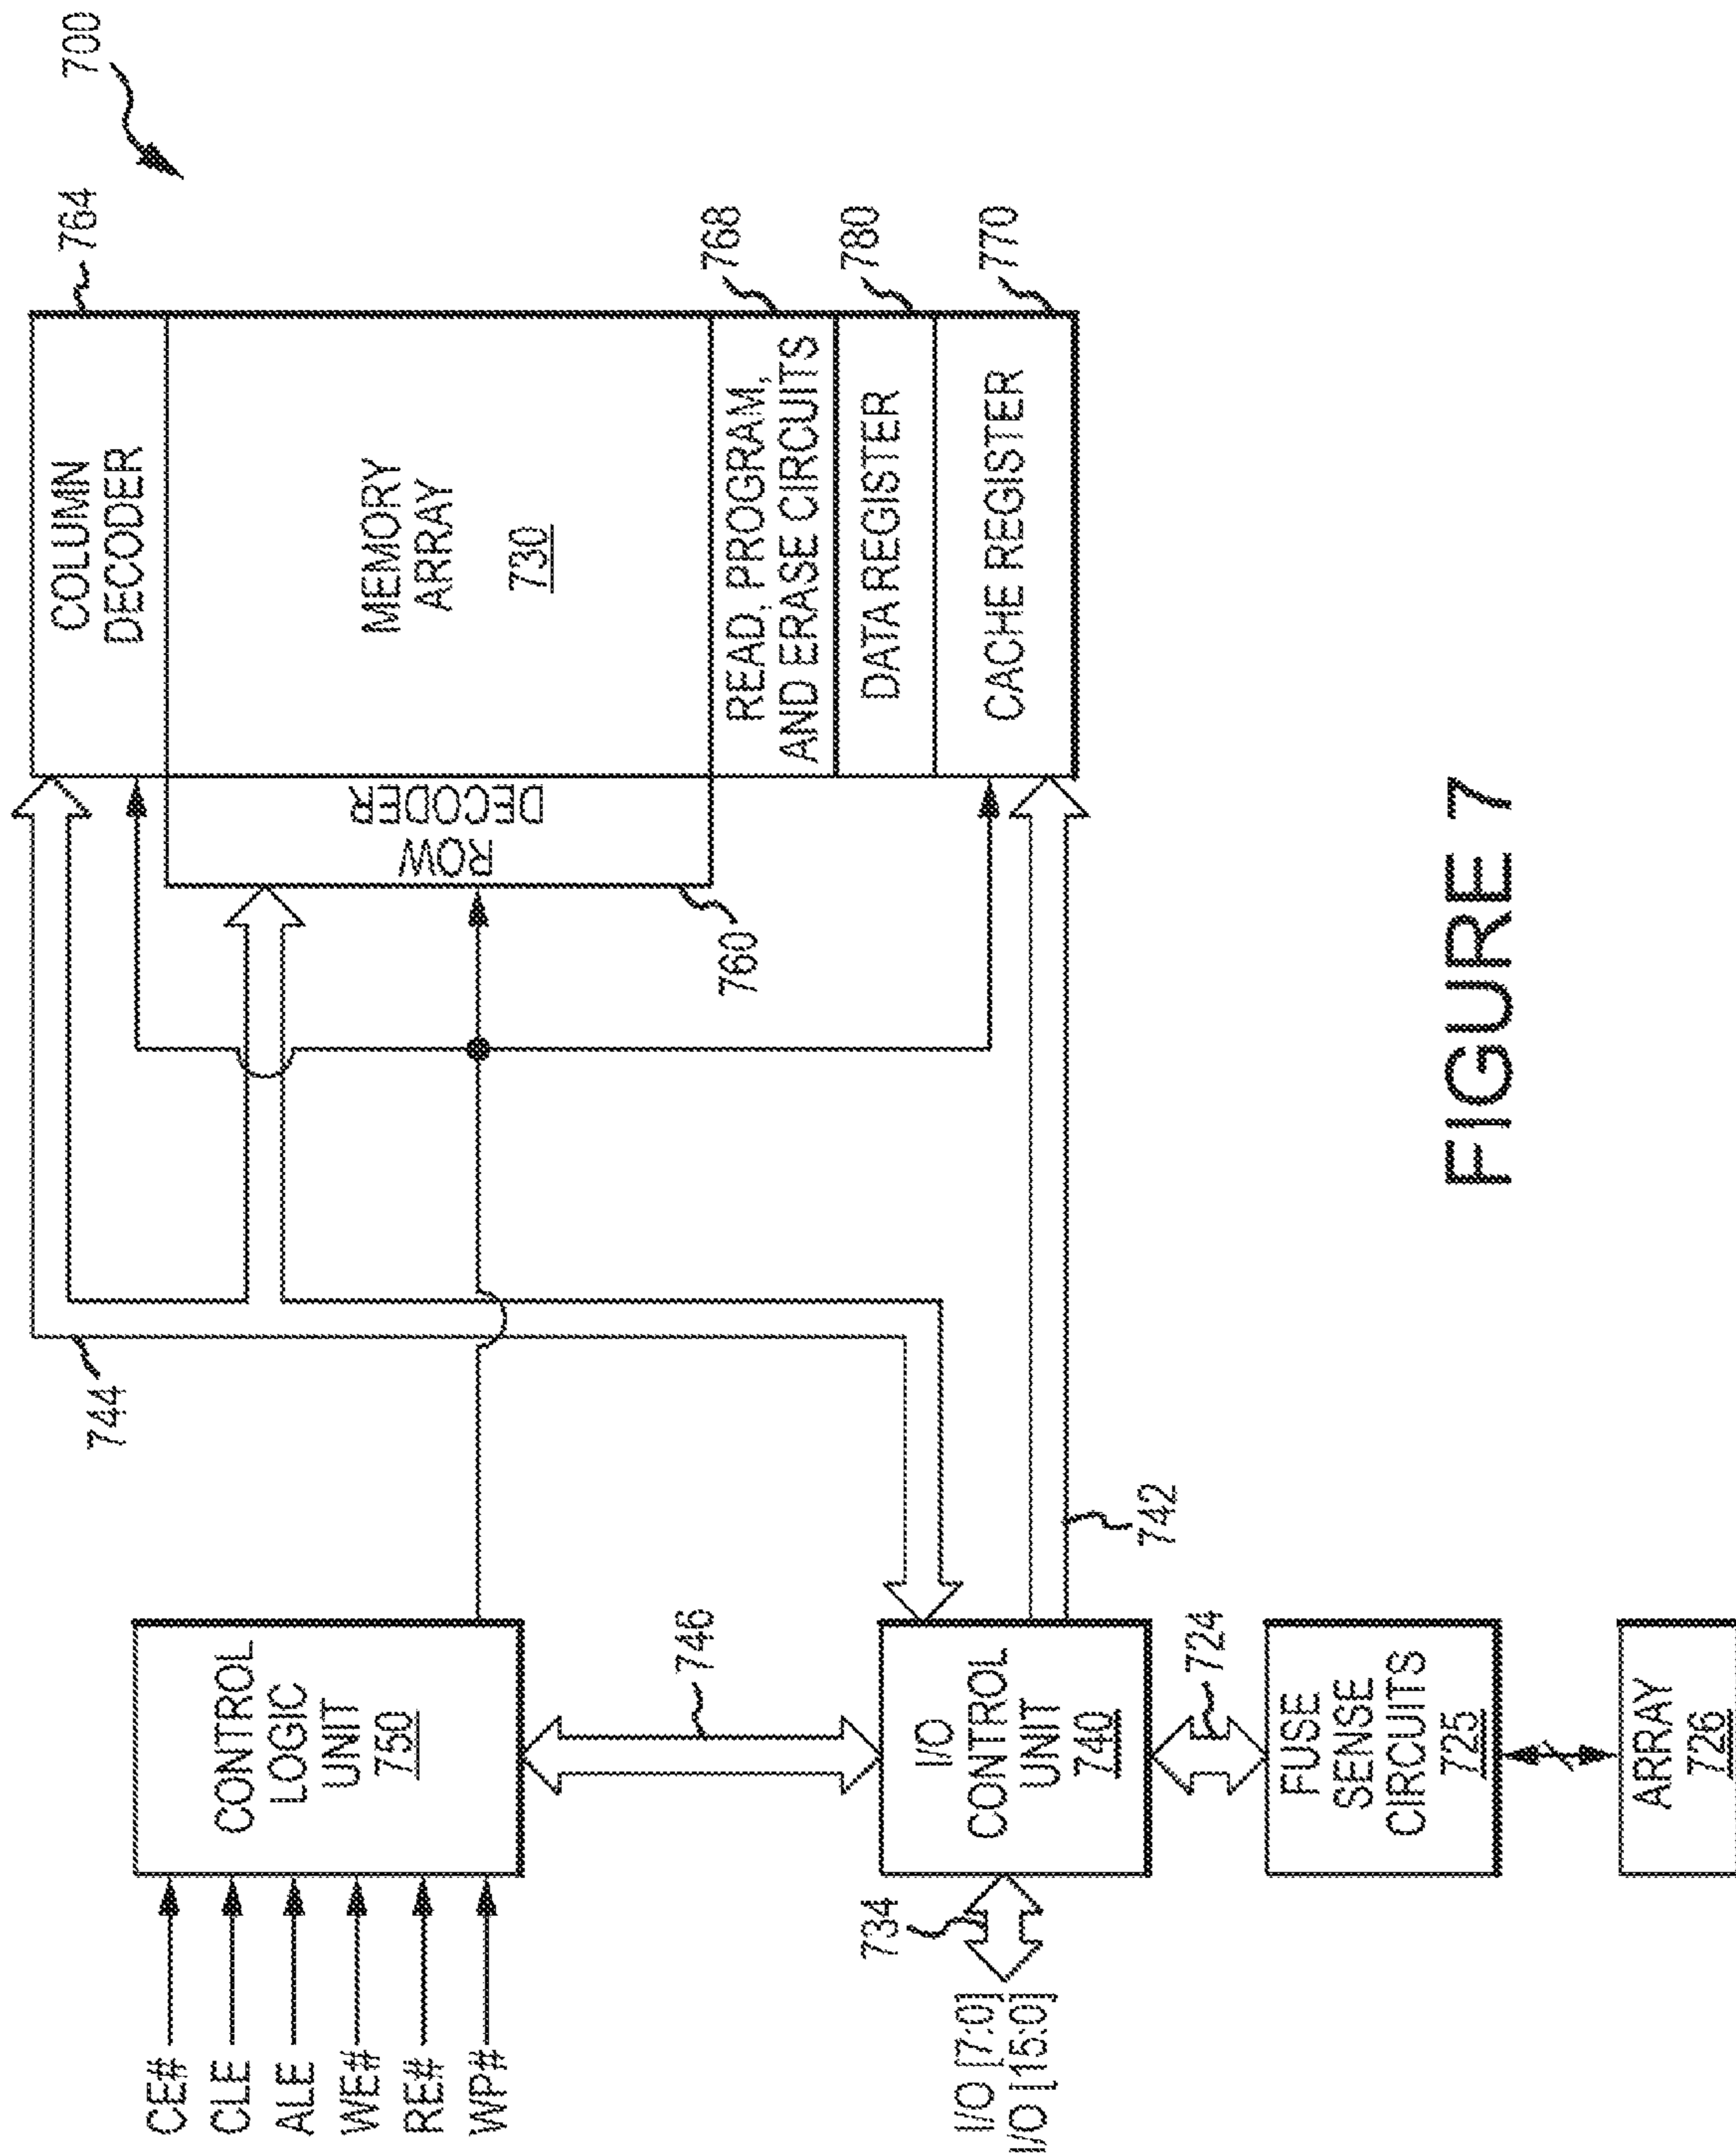 700
764
COLUMN
DECODER
MEMORY
ARRAY
730
ROW
DECODER
760
READ, PROGRAM,
AND ERASE CIRCUITS
768
DATA REGISTER
780
CACHE REGISTER
770
744
742
CE#
CLE
ALE
WE#
RE#
WP#
CONTROL
LOGIC
UNIT
750
746
734
I/O [7:0]
I/O [15:0]
I/O
CONTROL
UNIT
740
724
FUSE
SENSE
CIRCUITS
725
ARRAY
726
FIGURE 7